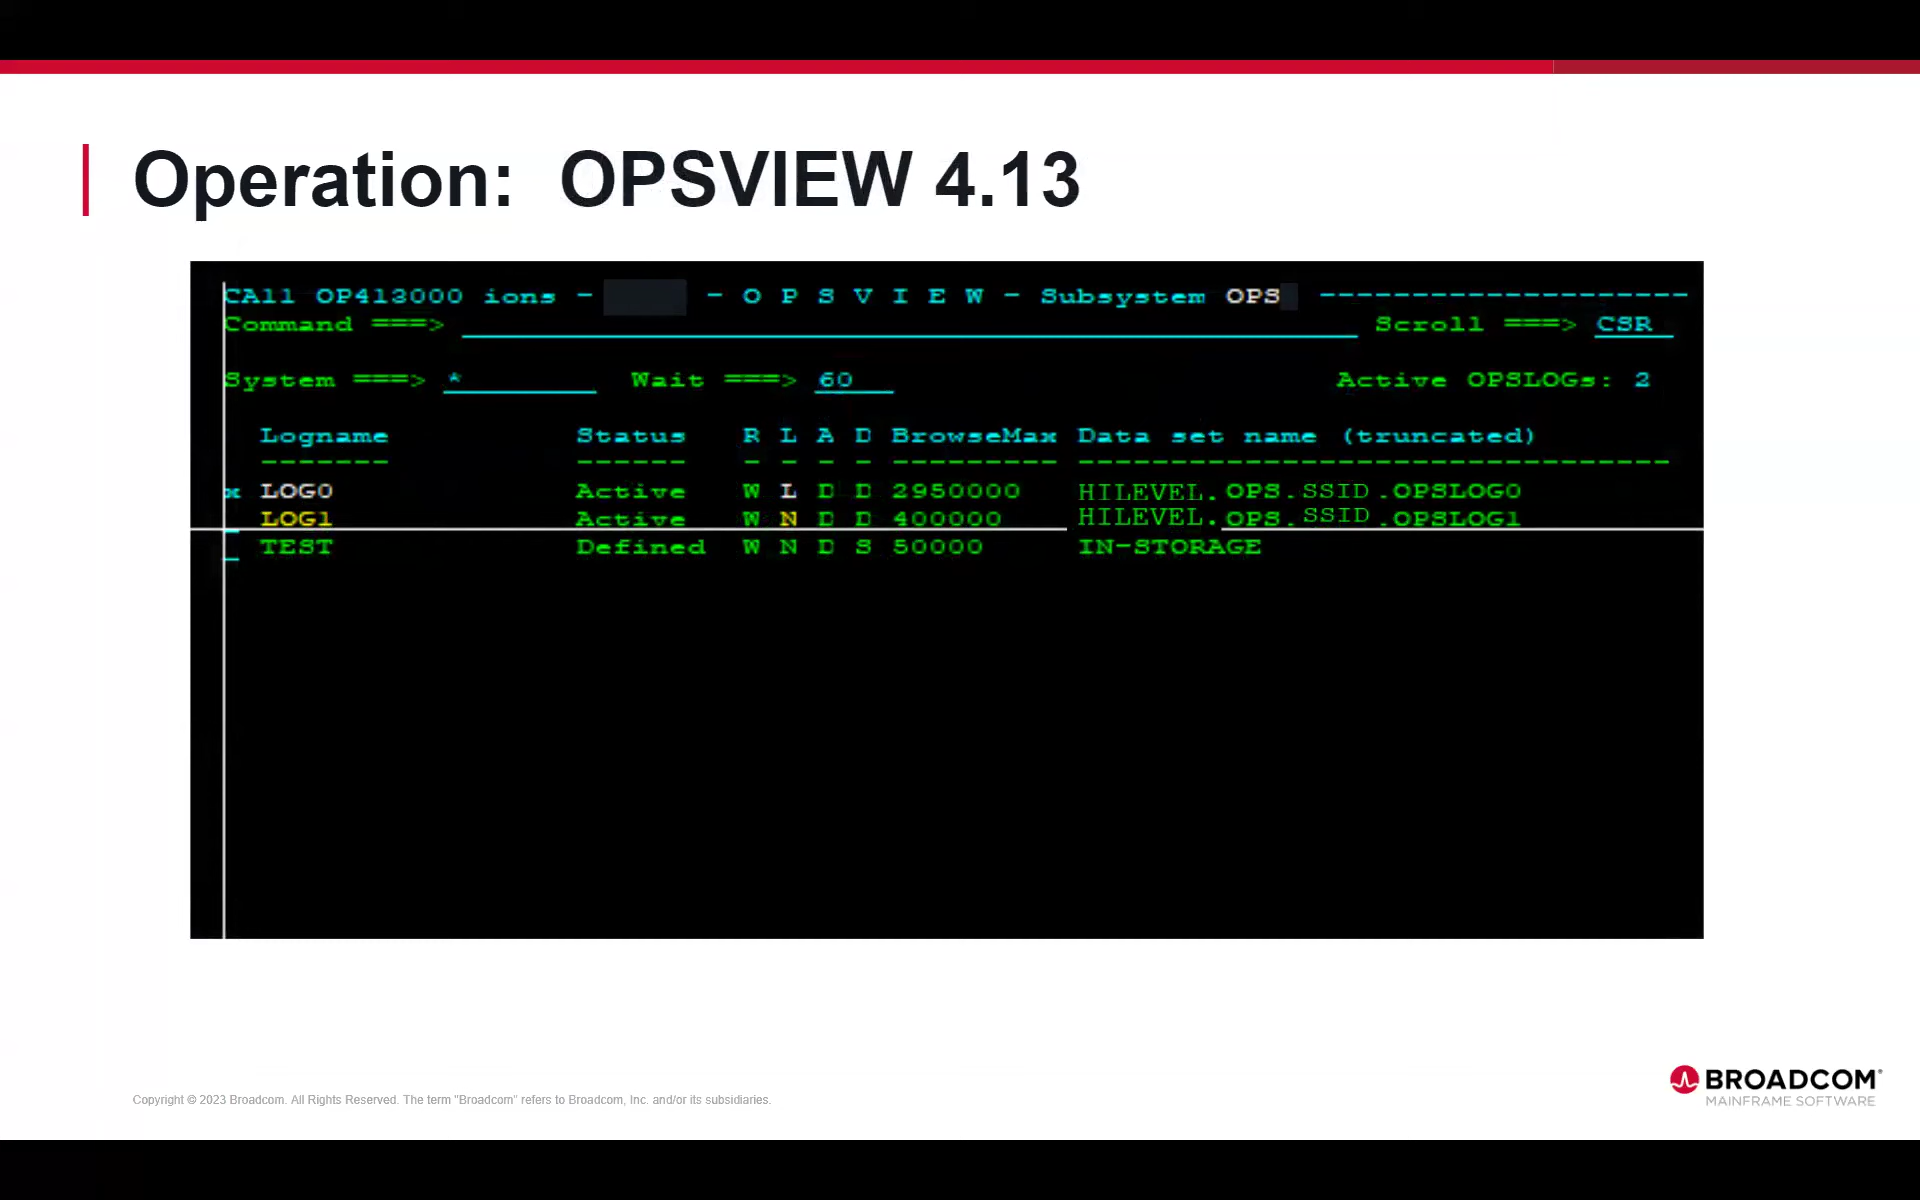 Operation: OPSVIEW 4.13
CAll OP413000 ions - - O P S V I E W - Subsystem OPS --------------------
Command ===> Scroll ===> CSR
System ===> * Wait ===> 60 Active OPSLOGs: 2
Logname Status R L A D BrowseMax Data set name (truncated)
------- ------ - - - - --------- --------------------------------
x LOG0 Active W L D D 2950000 HILEVEL.OPS.SSID.OPSLOG0
_ LOG1 Active W N D D 400000 HILEVEL.OPS.SSID.OPSLOG1
_ TEST Defined W N D S 50000 IN-STORAGE
Copyright © 2023 Broadcom. All Rights Reserved. The term "Broadcom" refers to Broadcom, Inc. and/or its subsidiaries.
BROADCOM®
MAINFRAME SOFTWARE